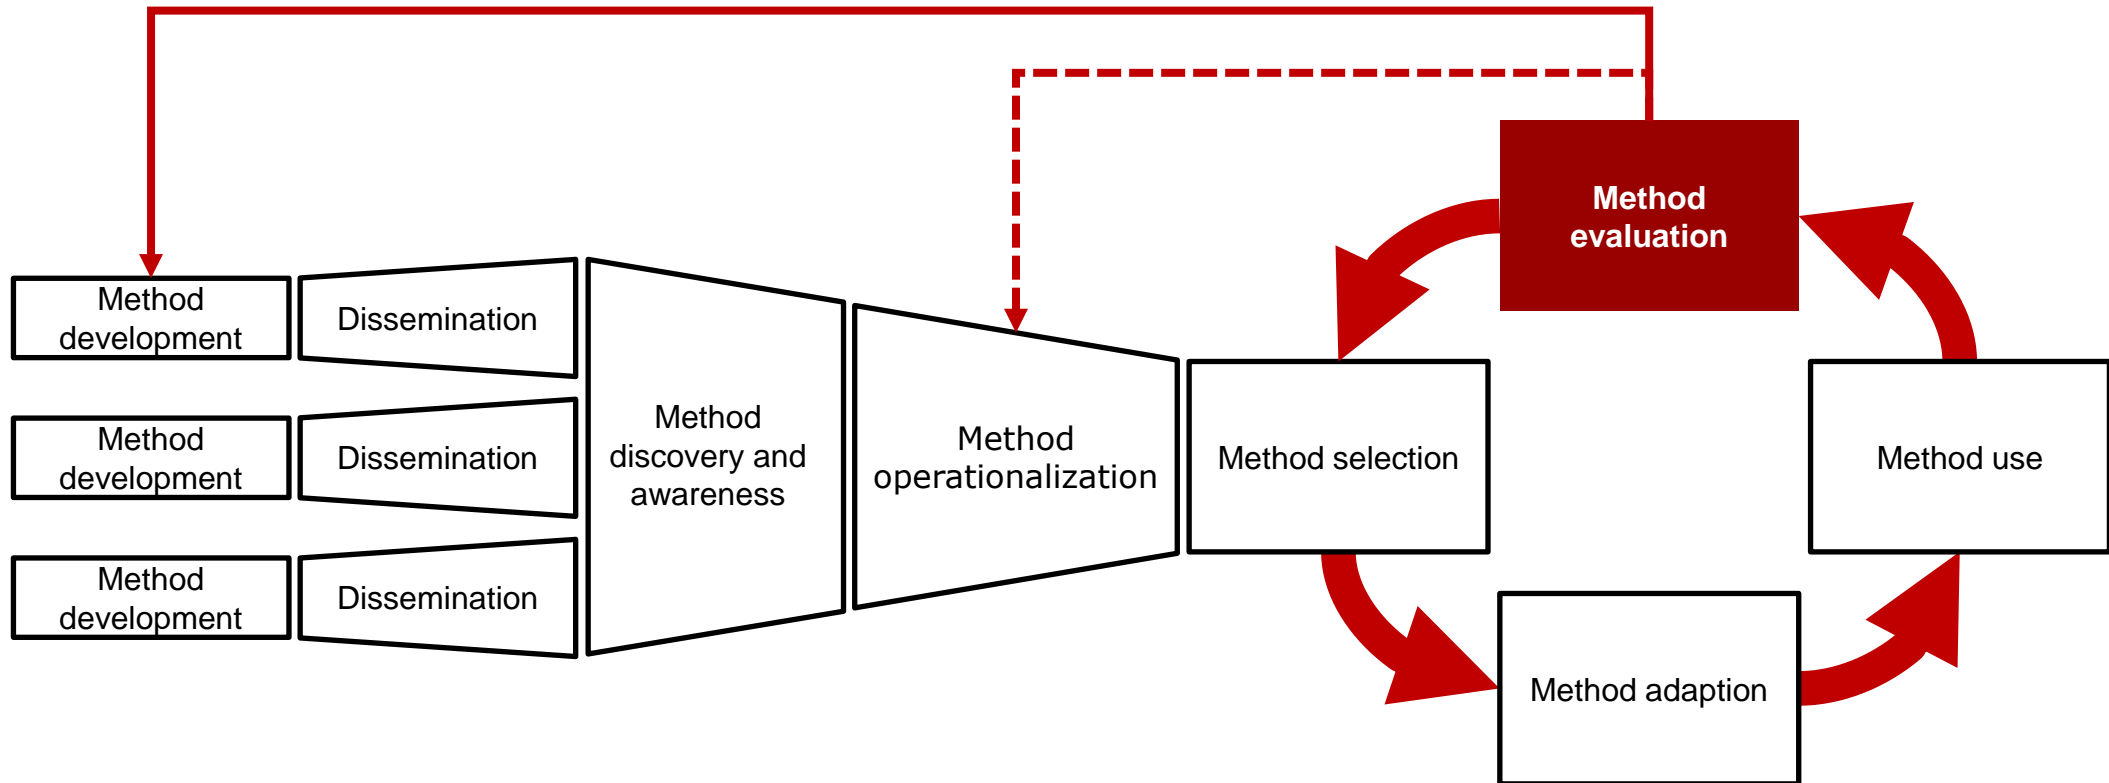 Method
evaluation
Method
development
Dissemination
Method
development
Dissemination
Method
development
Dissemination
Method
discovery and
awareness
Method
operationalization
Method selection
Method use
Method adaption